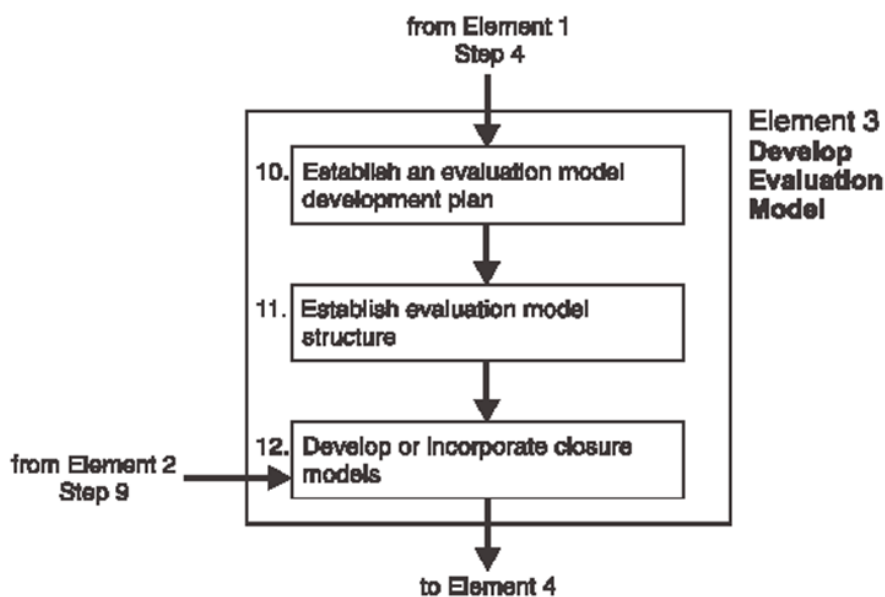 from Element 1
Step 4
Element 3
Develop
Evaluation
Model
10. Establish an evaluation model
development plan
11. Establish evaluation model
structure
12. Develop or incorporate closure
models
from Element 2
Step 9
to Element 4